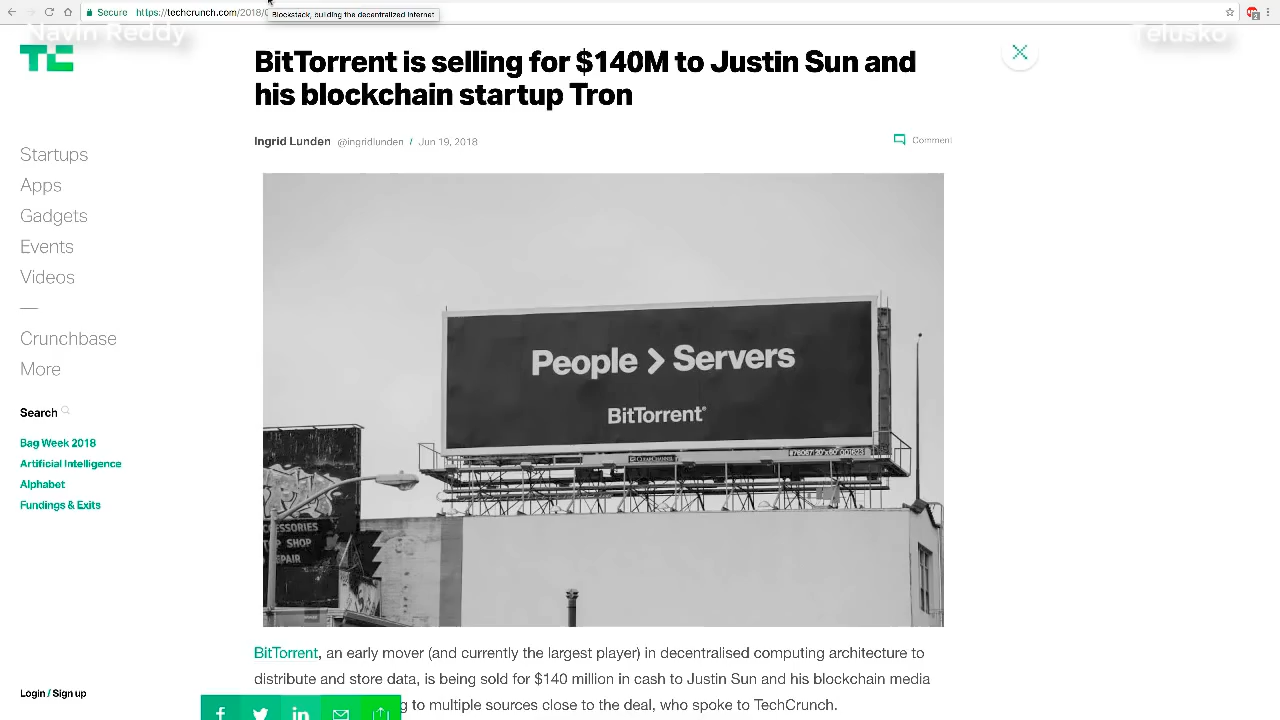 Secure https://techcrunch.com/2018/
Blockstack, building the decentralized internet
Navin Reddy
Telusko
TC
BitTorrent is selling for $140M to Justin Sun and
his blockchain startup Tron
Ingrid Lunden @ingridlunden / Jun 19, 2018
Comment
Startups
Apps
Gadgets
Events
Videos
Crunchbase
More
Search
Bag Week 2018
Artificial Intelligence
Alphabet
Fundings & Exits
Login / Sign up
People > Servers
BitTorrent
SHOP
BitTorrent, an early mover (and currently the largest player) in decentralised computing architecture to
distribute and store data, is being sold for $140 million in cash to Justin Sun and his blockchain media
g to multiple sources close to the deal, who spoke to TechCrunch.